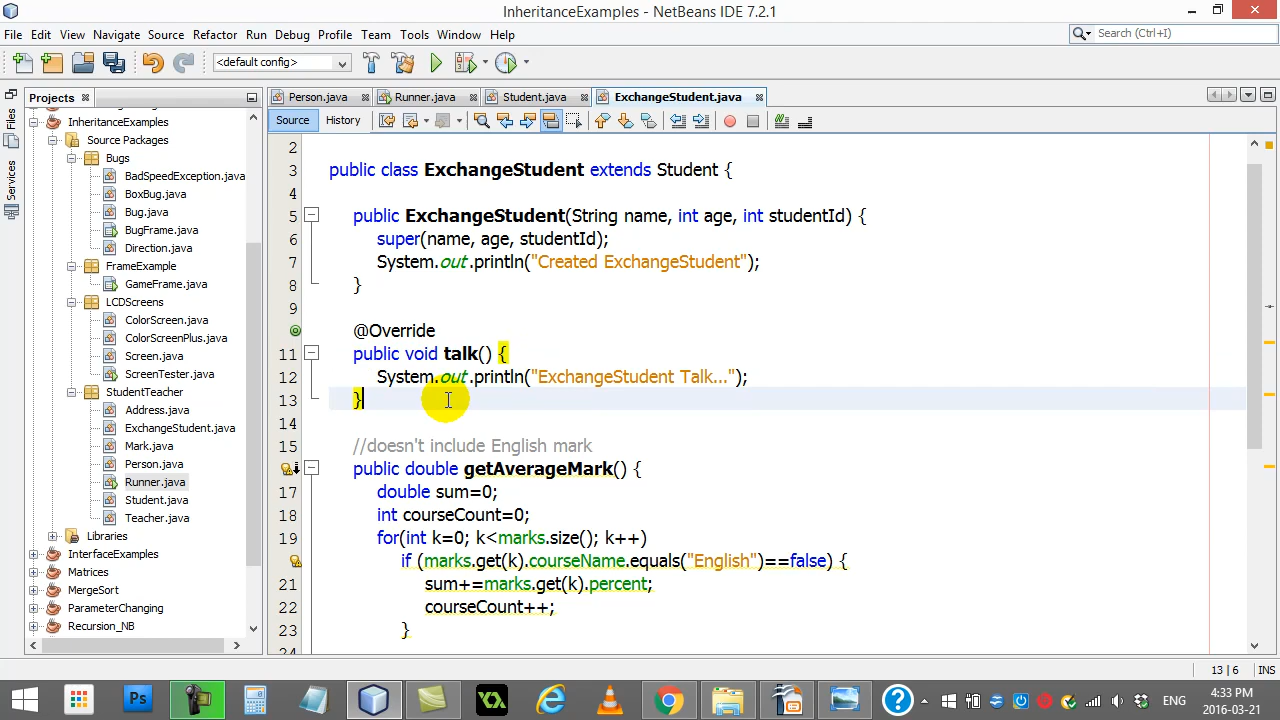 InheritanceExamples - NetBeans IDE 7.2.1
File Edit View Navigate Source Refactor Run Debug Profile Team Tools Window Help
Search (Ctrl+I)
<default config>
Projects
Person.java Runner.java Student.java ExchangeStudent.java
Files
Services
Source History
InheritanceExamples
Source Packages
Bugs
BadSpeedException.java
BoxBug.java
Bug.java
BugFrame.java
Direction.java
FrameExample
GameFrame.java
LCDScreens
ColorScreen.java
ColorScreenPlus.java
Screen.java
ScreenTester.java
StudentTeacher
Address.java
ExchangeStudent.java
Mark.java
Person.java
Runner.java
Student.java
Teacher.java
Libraries
InterfaceExamples
Matrices
MergeSort
ParameterChanging
Recursion_NB
2
3 public class ExchangeStudent extends Student {
4
5 public ExchangeStudent(String name, int age, int studentId) {
6 super(name, age, studentId);
7 System.out.println("Created ExchangeStudent");
8 }
9
@Override
11 public void talk() {
12 System.out.println("ExchangeStudent Talk...");
13 }
14
15 //doesn't include English mark
public double getAverageMark() {
17 double sum=0;
18 int courseCount=0;
19 for(int k=0; k<marks.size(); k++)
if (marks.get(k).courseName.equals("English")==false) {
21 sum+=marks.get(k).percent;
22 courseCount++;
23 }
24
13 | 6 INS
Ps
ENG
4:33 PM
2016-03-21